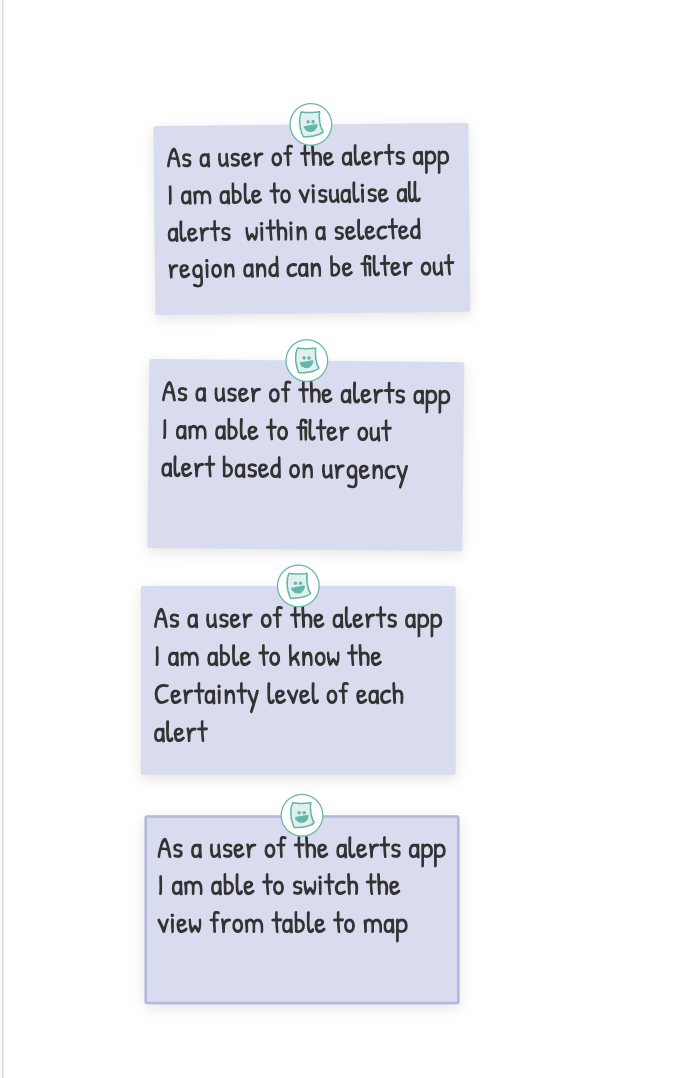 As a user of the alerts app
I am able to visualise all
alerts within a selected
region and can be filter out
As a user of the alerts app
I am able to filter out
alert based on urgency
As a user of the alerts app
I am able to know the
Certainty level of each
alert
As a user of the alerts app
I am able to switch the
view from table to map